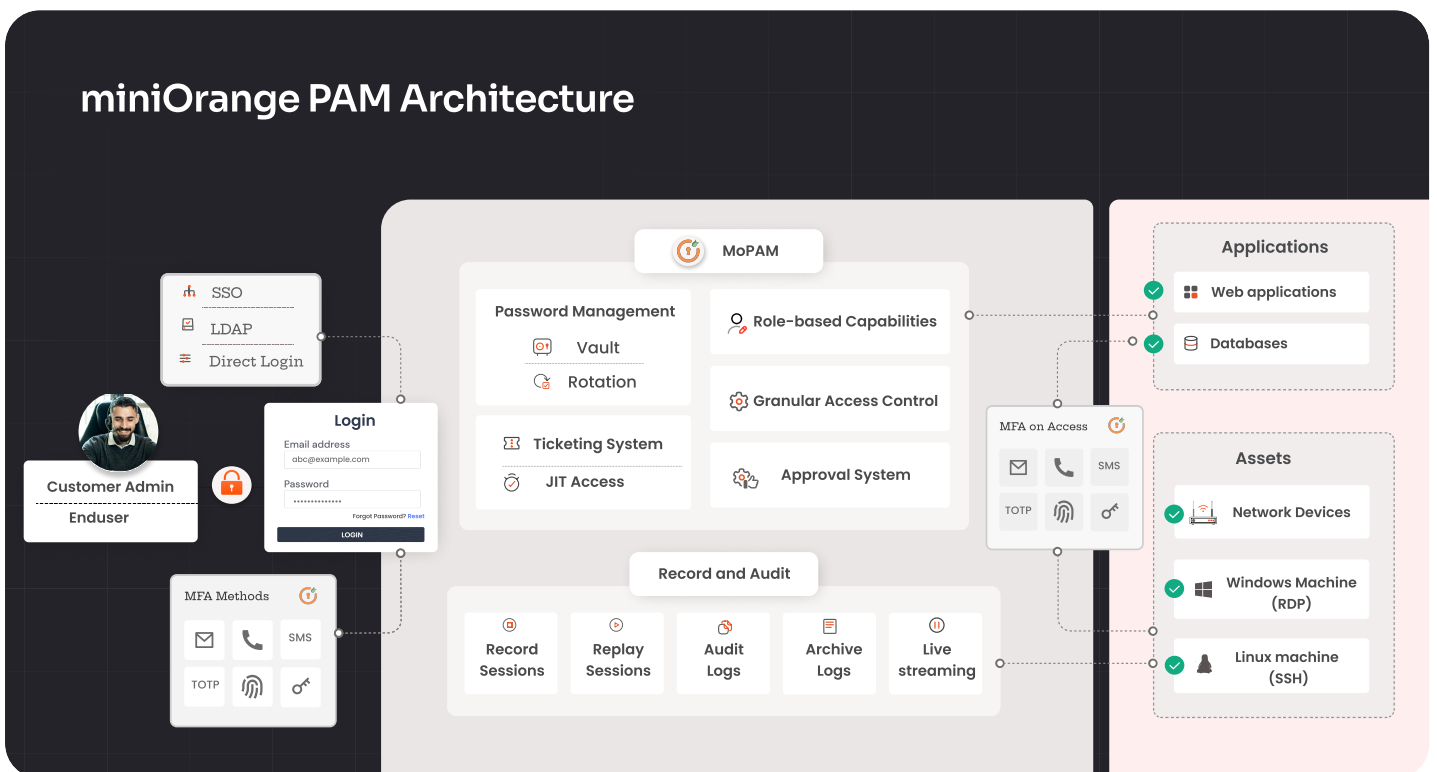 miniOrange PAM Architecture
SSO
LDAP
Direct Login
Customer Admin
Enduser
Login
Email address
abc@example.com
Password
••••••••••••••
Forgot Password? Reset
LOGIN
MFA Methods
SMS
TOTP
MoPAM
Password Management
Vault
Rotation
Ticketing System
JIT Access
Role-based Capabilities
Granular Access Control
Approval System
Record and Audit
Record
Sessions
Replay
Sessions
Audit
Logs
Archive
Logs
Live
streaming
MFA on Access
SMS
TOTP
Applications
Web applications
Databases
Assets
Network Devices
Windows Machine
(RDP)
Linux machine
(SSH)